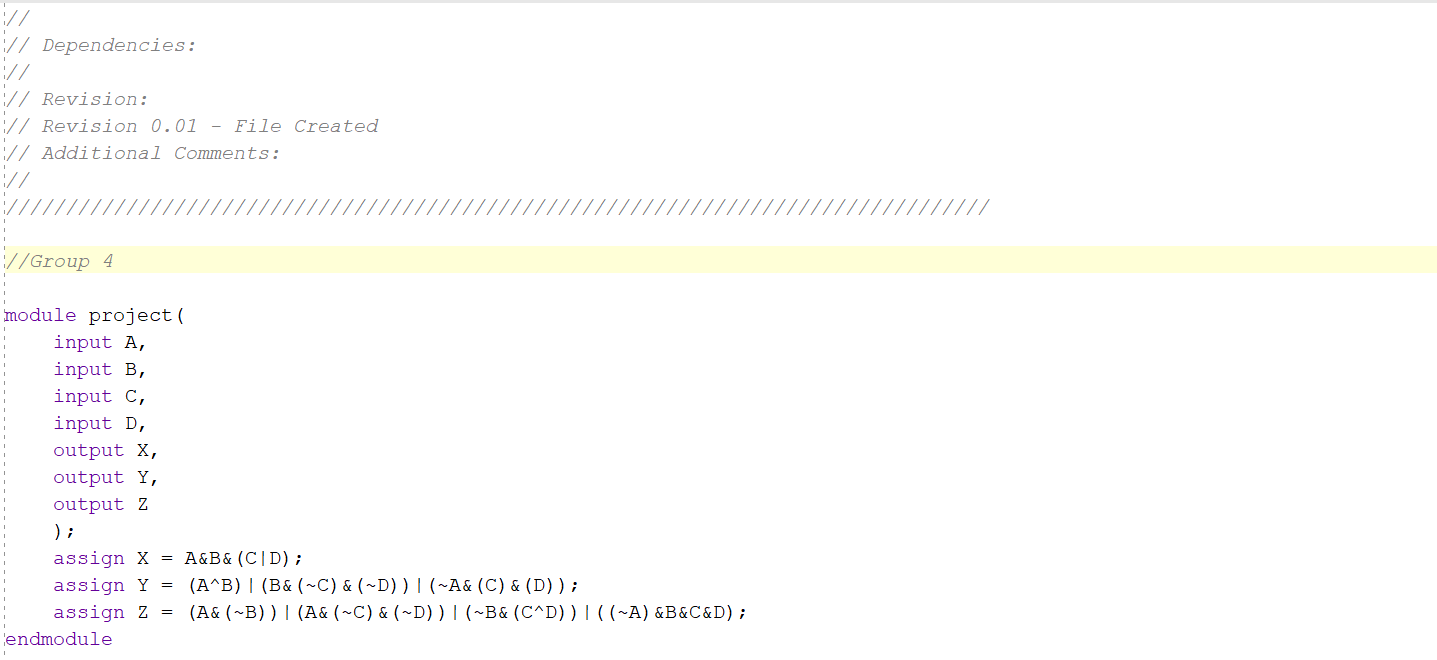 //
// Dependencies:
//
// Revision:
// Revision 0.01 - File Created
// Additional Comments:
//
//////////////////////////////////////////////////////////////////////////////////
//Group 4
module project(
    input A,
    input B,
    input C,
    input D,
    output X,
    output Y,
    output Z
    );
    assign X = A&B&(C|D);
    assign Y = (A^B)|(B&(~C)&(~D))|(~A&(C)&(D));
    assign Z = (A&(~B))|(A&(~C)&(~D))|(~B&(C^D))|((~A)&B&C&D);
endmodule